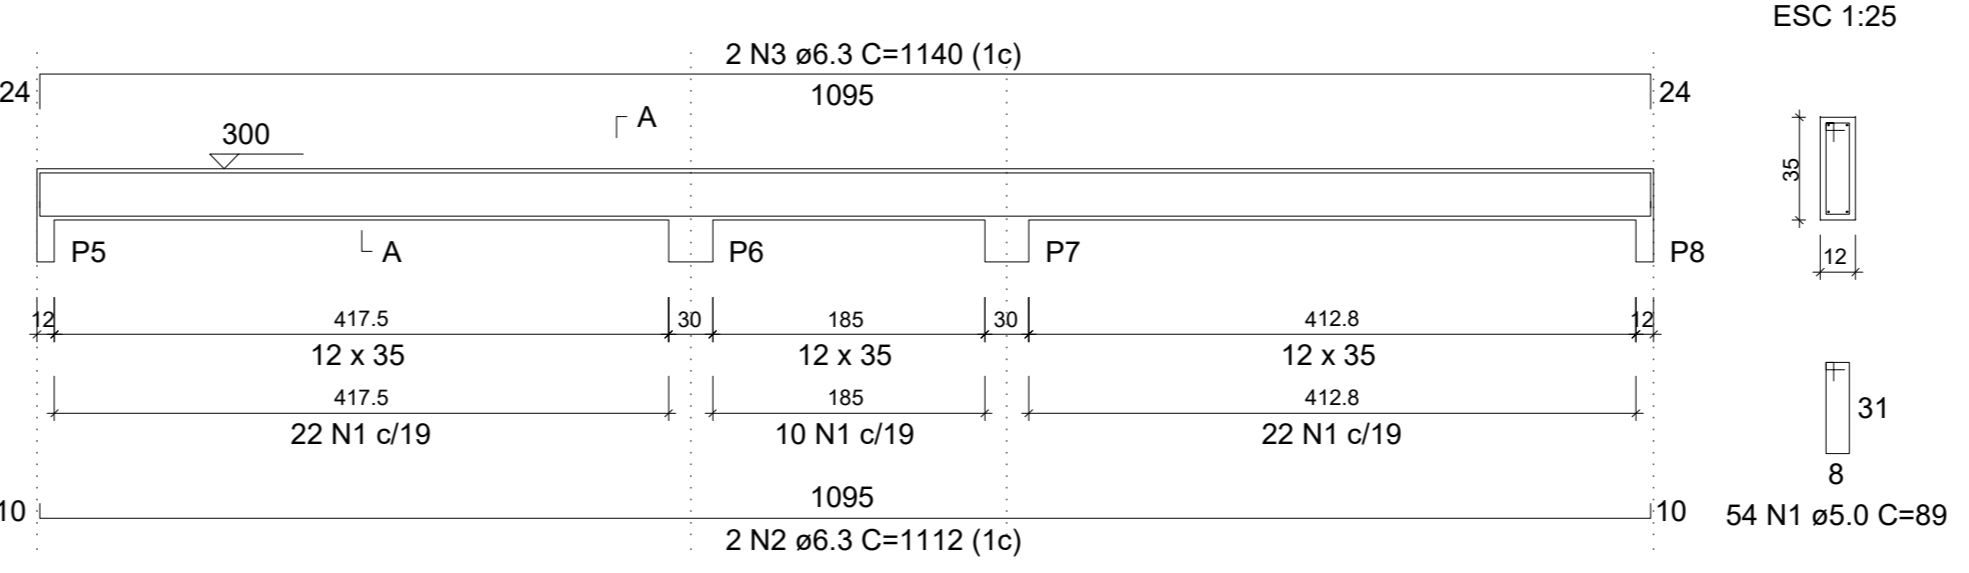 ESC 1:25
2 N3 ø6.3 C=1140 (1c)
24 1095 24
A
300
35
P5 A P6 P7 P8
12
12 417.5 30 185 30 412.8 12
12 x 35 12 x 35 12 x 35
417.5 185 412.8
31
22 N1 c/19 10 N1 c/19 22 N1 c/19
8
10 1095 10
54 N1 ø5.0 C=89
2 N2 ø6.3 C=1112 (1c)